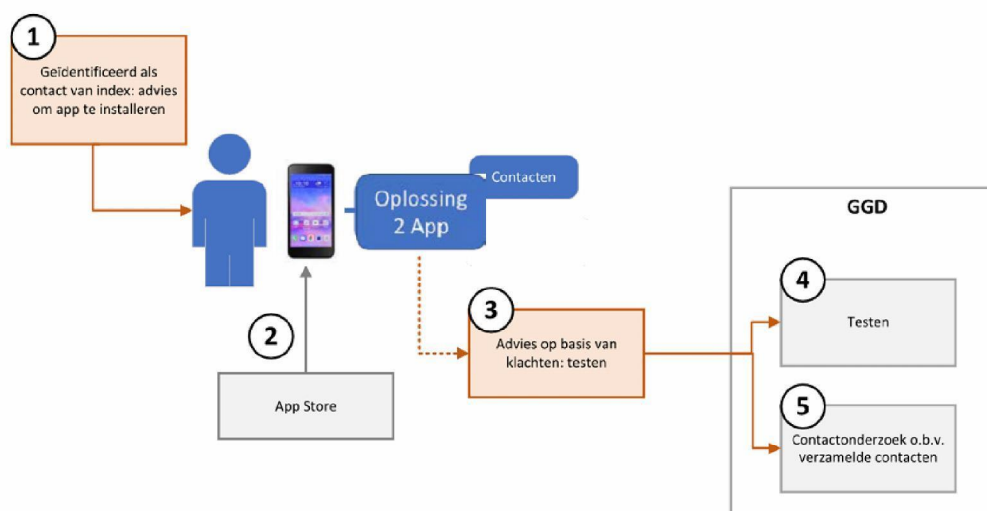 1
Geïdentificeerd als
contact van index: advies
om app te installeren
Contacten
Oplossing
2 App
2
App Store
3
Advies op basis van
klachten: testen
GGD
4
Testen
5
Contactonderzoek o.b.v.
verzamelde contacten